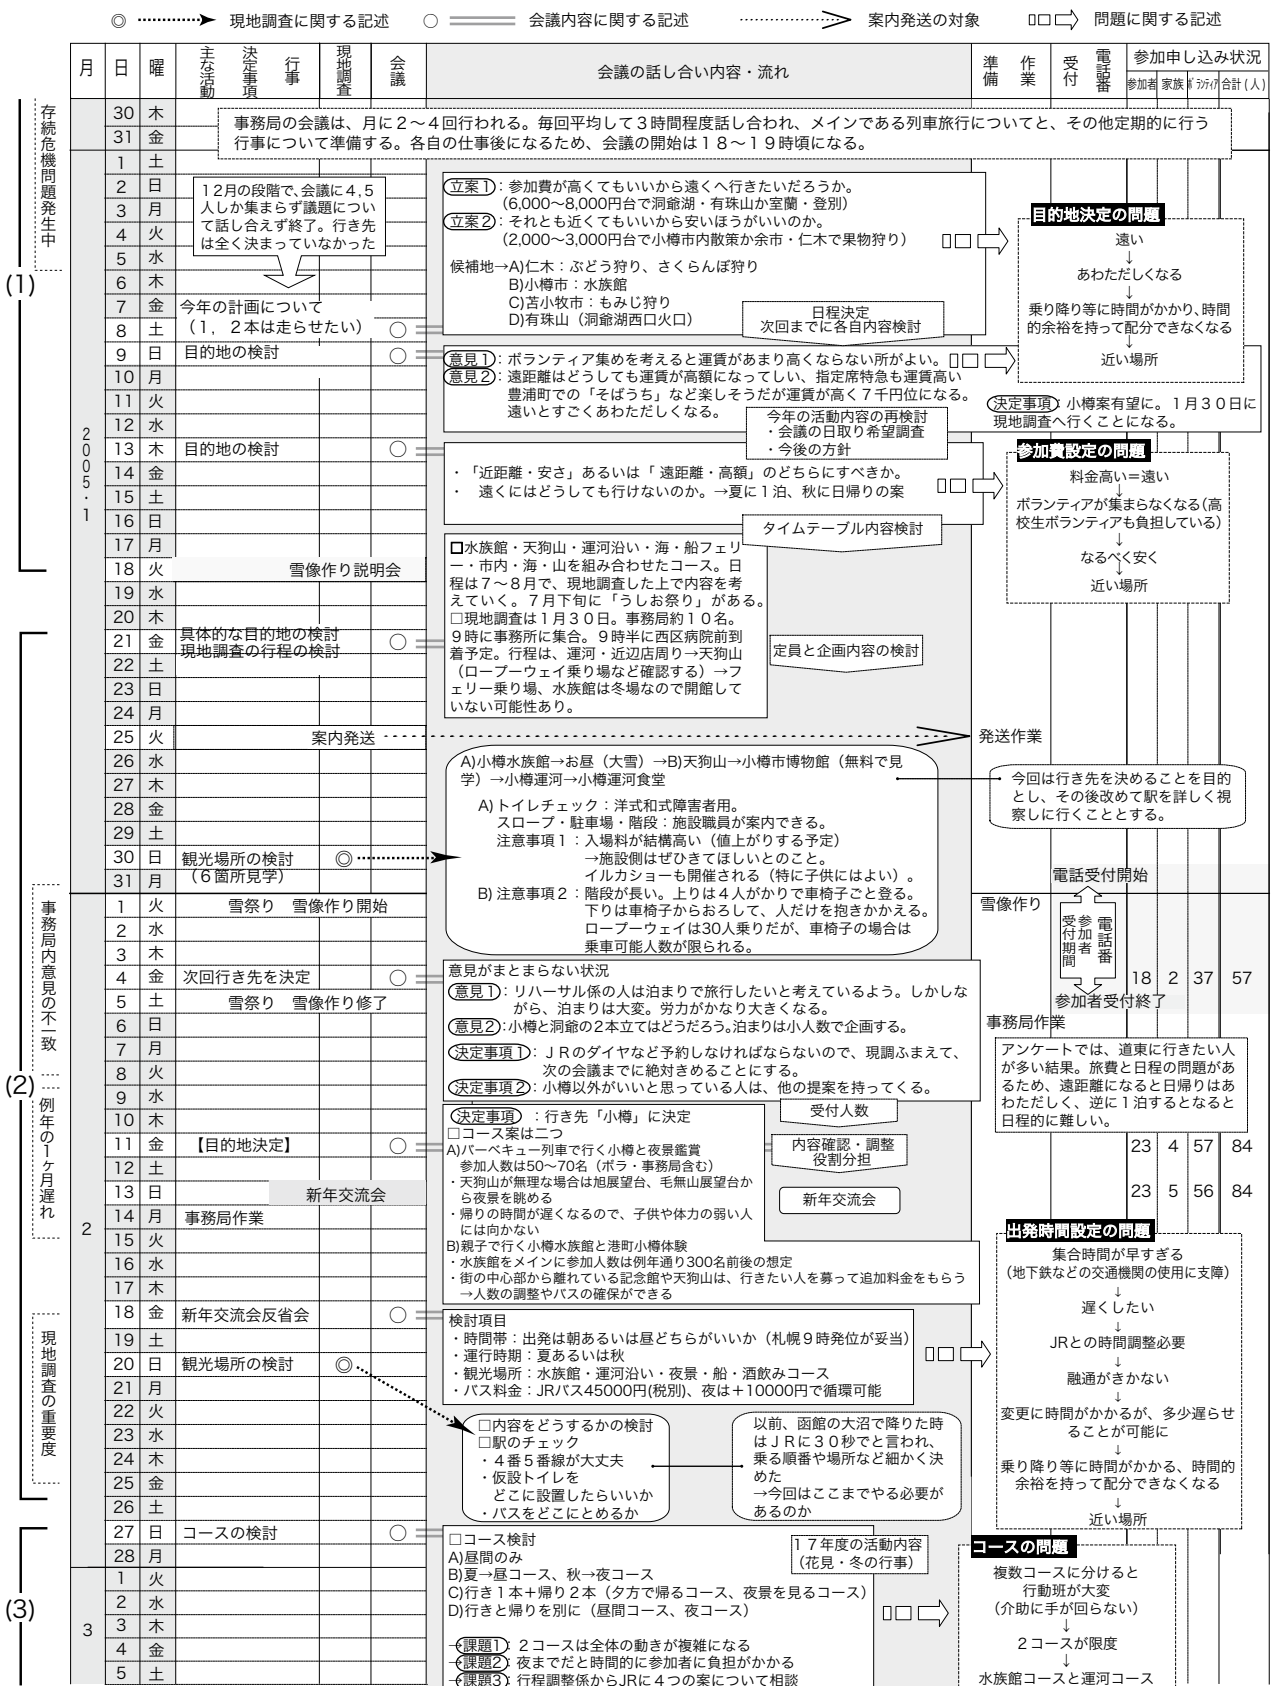 ◎ 現地調査に関する記述 ○ 会議内容に関する記述 案内発送の対象 問題に関する記述
月 日 曜 主な活動 決定事項 行事 現地調査 会議 会議の話し合い内容・流れ 準備 作業 受付 電話番 参加申し込み状況
参加者 家族 ボランティア 合計(人)
(1)
存続危機問題発生中
30 木
31 金
事務局の会議は、月に2〜4回行われる。毎回平均して3時間程度話し合われ、メインである列車旅行についてと、その他定期的に行う
行事について準備する。各自の仕事後になるため、会議の開始は18〜19時頃になる。
2005・1
1 土
2 日
3 月
4 火
5 水
6 木
7 金
8 土 ○
9 日 目的地の検討 ○
10 月
11 火
12 水
13 木 目的地の検討 ○
14 金
15 土
16 日
17 月
18 火 雪像作り説明会
19 水
20 木
21 金 ○
22 土
23 日
24 月
25 火 案内発送 発送作業
26 水
27 木
28 金
29 土
30 日 観光場所の検討 ◎
31 月 （6箇所見学）
12月の段階で、会議に4,5
人しか集まらず議題につい
て話し合えず終了。行き先
は全く決まっていなかった
今年の計画について
（1，2本は走らせたい）
立案1：参加費が高てもいいから遠くへ行きたいだろうか。
（6,000〜8,000円台で洞爺湖・有珠山か室蘭・登別）
立案2：それとも近くてもいいから安いほうがいいのか。
（2,000〜3,000円台で小樽市内散策か余市・仁木で果物狩り）
候補地→A)仁木：ぶどう狩り、さくらんぼ狩り
B)小樽市：水族館
C)苫小牧市：もみじ狩り
D)有珠山（洞爺湖西口火口）
日程決定
次回までに各自内容検討
目的地決定の問題
遠い
↓
あわただしくなる
↓
乗り降り等に時間がかかり、時間
的余裕を持って配分できなくなる
↓
近い場所
意見1：ボランティア集めを考えると運賃があまり高くならない所がよい。
意見2：遠距離はどうしても運賃が高額になってしい、指定席特急も運賃高い
豊浦町での「そばうち」など楽しそうだが運賃が高く7千円位になる。
遠いとすごくあわただしくなる。
決定事項：小樽案有望に。1月30日に
現地調査へ行くことになる。
今年の活動内容の再検討
・会議の日取り希望調査
・今後の方針
・「近距離・安さ」あるいは「 遠距離・高額」のどちらにすべきか。
・ 遠くにはどうしても行けないのか。→夏に1泊、秋に日帰りの案
参加費設定の問題
料金高い＝遠い
↓
ボランティアが集まらなくなる(高
校生ボランティアも負担している)
↓
なるべく安く
↓
近い場所
タイムテーブル内容検討
(2)
具体的な目的地の検討
現地調査の行程の検討
□水族館・天狗山・運河沿い・海・船フェリ
ー・市内・海・山を組み合わせたコース。日
程は7〜8月で、現地調査した上で内容を考
えていく。7月下旬に「うしお祭り」がある。
□現地調査は1月30日。事務局約10名。
9時に事務所に集合。9時半に西区病院前到
着予定。行程は、運河・近辺店周り→天狗山
（ロープーウェイ乗り場など確認する）→フ
ェリー乗り場、水族館は冬場なので開館して
いない可能性あり。
定員と企画内容の検討
A)小樽水族館→お昼（大雪）→B)天狗山→小樽市博物館（無料で見
学）→小樽運河→小樽運河食堂
A)トイレチェック：洋式和式障害者用。
スロープ・駐車場・階段：施設職員が案内できる。
注意事項1：入場料が結構高い（値上がりする予定）
→施設側はぜひきてほしいとのこと。
イルカショーも開催される（特に子供にはよい）。
B) 注意事項2：階段が長い。上りは4人がかりで車椅子ごと登る。
下りは車椅子からおろして、人だけを抱きかかえる。
ロープーウェイは30人乗りだが、車椅子の場合は
乗車可能人数が限られる。
今回は行き先を決めることを目的
とし、その後改めて駅を詳しく視
察しに行くこととする。
電話受付開始
電話番
参加者
受付期間
参加者受付終了
事務局内意見の不一致
例年の1ヶ月遅れ
現地調査の重要度
2
1 火 雪祭り 雪像作り開始 雪像作り
2 水
3 木
4 金 次回行き先を決定 ○ 18 2 37 57
5 土 雪祭り 雪像作り修了
6 日 事務局作業
7 月
8 火
9 水
10 木
11 金 【目的地決定】 ○ 23 4 57 84
12 土
13 日 新年交流会 23 5 56 84
14 月 事務局作業
15 火
16 水
17 木
18 金 新年交流会反省会 ○
19 土
20 日 観光場所の検討 ◎
21 月
22 火
23 水
24 木
25 金
26 土
27 日 コースの検討 ○
28 月
意見がまとまらない状況
意見1：リハーサル係の人は泊まりで旅行したいと考えているよう。しかしな
がら、泊まりは大変。労力がかなり大きくなる。
意見2：小樽と洞爺の2本立てはどうだろう。泊まりは小人数で企画する。
決定事項1：JRのダイヤなど予約しなければならないので、現調ふまえて、
次の会議までに絶対きめることにする。
決定事項2：小樽以外がいいと思っている人は、他の提案を持ってくる。
アンケートでは、道東に行きたい人
が多い結果。旅費と日程の問題があ
るため、遠距離になると日帰りはあ
わただしく、逆に1泊するとなると
日程的に難しい。
受付人数
決定事項 ：行き先「小樽」に決定
□コース案は二つ
A)バーベキュー列車で行く小樽と夜景鑑賞
参加人数は50〜70名（ボラ・事務局含む）
・天狗山が無理な場合は旭展望台、毛無山展望台か
ら夜景を眺める
・帰りの時間が遅くなるので、子供や体力の弱い人
には向かない
B)親子で行く小樽水族館と港町小樽体験
・水族館をメインに参加人数は例年通り300名前後の想定
・街の中心部から離れている記念館や天狗山は、行きたい人を募って追加料金をもらう
→人数の調整やバスの確保ができる
内容確認・調整
役割分担
新年交流会
出発時間設定の問題
集合時間が早すぎる
（地下鉄などの交通機関の使用に支障）
↓
遅くしたい
↓
JRとの時間調整必要
↓
融通がきかない
↓
変更に時間がかかるが、多少遅らせ
ることが可能に
↓
乗り降り等に時間がかかる、時間的
余裕を持って配分できなくなる
↓
近い場所
検討項目
・時間帯：出発は朝あるいは昼どちらがいいか（札幌9時発位が妥当）
・運行時期：夏あるいは秋
・観光場所：水族館・運河沿い・夜景・船・酒飲みコース
・バス料金：JRバス45000円(税別)、夜は＋10000円で循環可能
□内容をどうするかの検討
□駅のチェック
・4番5番線が大丈夫
・仮設トイレを
どこに設置したらいいか
・バスをどこにとめるか
以前、函館の大沼で降りた時
はJRに30秒でと言われ、
乗る順番や場所など細かく決
めた
→今回はここまでやる必要が
あるのか
(3)
3
1 火
2 水
3 木
4 金
5 土
□コース検討
A)昼間のみ
B)夏→昼コース、秋→夜コース
C)行き1本＋帰り2本（夕方で帰るコース、夜景を見るコース）
D)行きと帰りを別に（昼間コース、夜コース）
→課題1：2コースは全体の動きが複雑になる
→課題2：夜までだと時間的に参加者に負担がかかる
→課題3：行程調整係からJRに4つの案について相談
17年度の活動内容
（花見・冬の行事）
コースの問題
複数コースに分けると
行動班が大変
（介助に手が回らない）
↓
2コースが限度
↓
水族館コースと運河コース